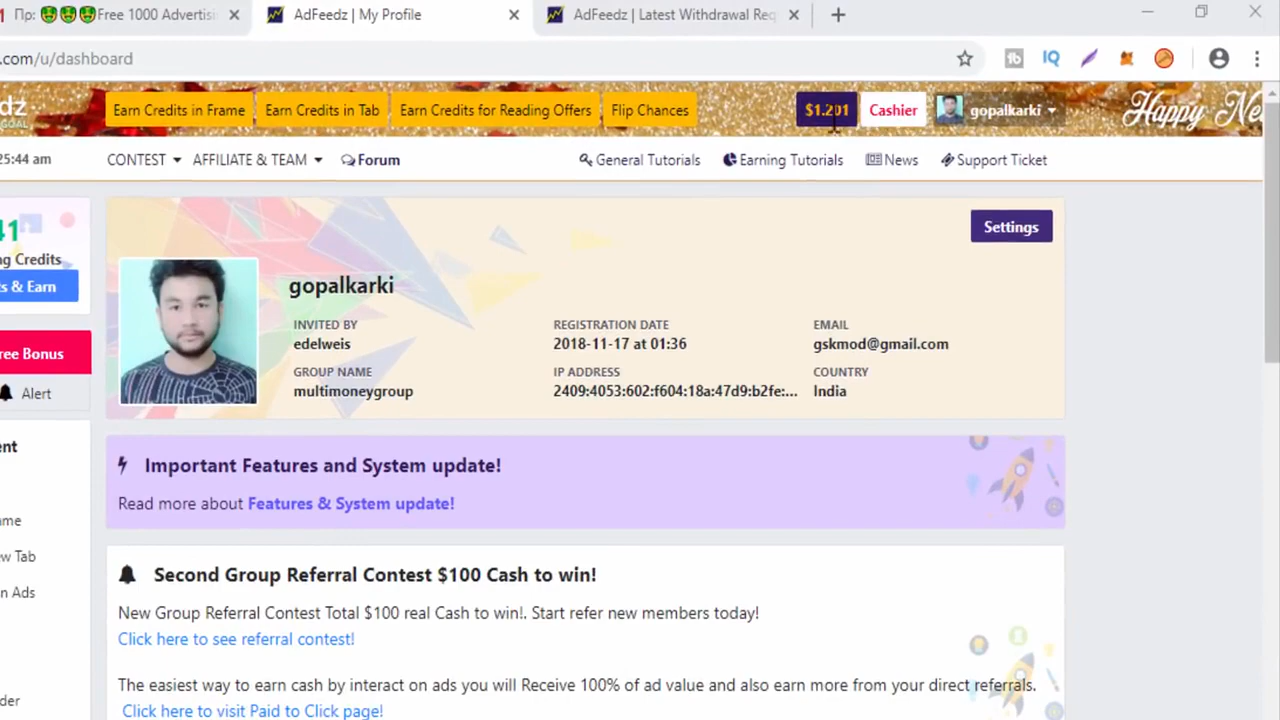 Пр: Free 1000 Advertisi
AdFeedz | My Profile
AdFeedz | Latest Withdrawal Req
.com/u/dashboard
tb
IQ
dz
GOAL
Earn Credits in Frame
Earn Credits in Tab
Earn Credits for Reading Offers
Flip Chances
$1.201
Cashier
gopalkarki
Happy Ne
25:44 am
CONTEST
AFFILIATE & TEAM
Forum
General Tutorials
Earning Tutorials
News
Support Ticket
41
ng Credits
s & Earn
ree Bonus
Alert
ent
me
w Tab
n Ads
der
Settings
gopalkarki
INVITED BY
edelweis
REGISTRATION DATE
2018-11-17 at 01:36
EMAIL
gskmod@gmail.com
GROUP NAME
multimoneygroup
IP ADDRESS
2409:4053:602:f604:18a:47d9:b2fe:...
COUNTRY
India
Important Features and System update!
Read more about Features & System update!
Second Group Referral Contest $100 Cash to win!
New Group Referral Contest Total $100 real Cash to win!. Start refer new members today!
Click here to see referral contest!
The easiest way to earn cash by interact on ads you will Receive 100% of ad value and also earn more from your direct referrals.
Click here to visit Paid to Click page!